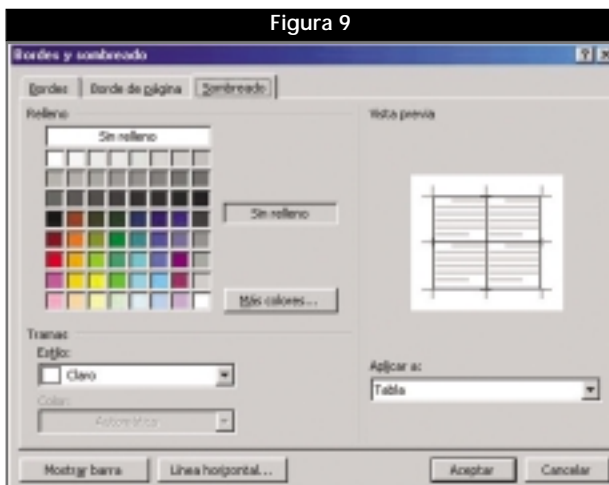 Figura 9
Bordes y sombreado
Bordes Borde de página Sombreado
Relleno
Sin relleno
Sin relleno
Más colores...
Tramas
Estilo:
Claro
Color:
Automático
Vista previa
Aplicar a:
Tabla
Mostrar barra Línea horizontal... Aceptar Cancelar